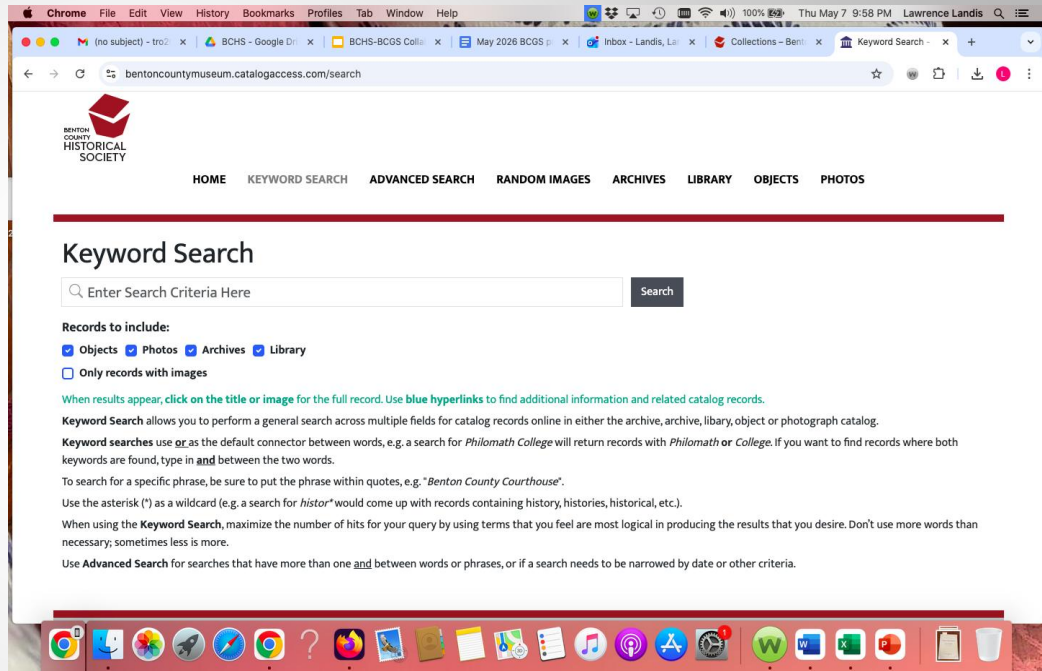 Chrome File Edit View History Bookmarks Profiles Tab Window Help 100% Thu May 7 9:58 PM Lawrence Landis
(no subject) - tro2 BCHS - Google Dri BCHS-BCGS Colla May 2026 BCGS p Inbox - Landis, La Collections – Bent Keyword Search -
bentoncountymuseum.catalogaccess.com/search
L
BENTON
COUNTY
HISTORICAL
SOCIETY
HOME KEYWORD SEARCH ADVANCED SEARCH RANDOM IMAGES ARCHIVES LIBRARY OBJECTS PHOTOS
Keyword Search
Enter Search Criteria Here Search
Records to include:
Objects Photos Archives Library
Only records with images
When results appear, click on the title or image for the full record. Use blue hyperlinks to find additional information and related catalog records.
Keyword Search allows you to perform a general search across multiple fields for catalog records online in either the archive, archive, libary, object or photograph catalog.
Keyword searches use or as the default connector between words, e.g. a search for Philomath College will return records with Philomath or College. If you want to find records where both
keywords are found, type in and between the two words.
To search for a specific phrase, be sure to put the phrase within quotes, e.g. "Benton County Courthouse".
Use the asterisk (*) as a wildcard (e.g. a search for histor* would come up with records containing history, histories, historical, etc.).
When using the Keyword Search, maximize the number of hits for your query by using terms that you feel are most logical in producing the results that you desire. Don't use more words than
necessary; sometimes less is more.
Use Advanced Search for searches that have more than one and between words or phrases, or if a search needs to be narrowed by date or other criteria.